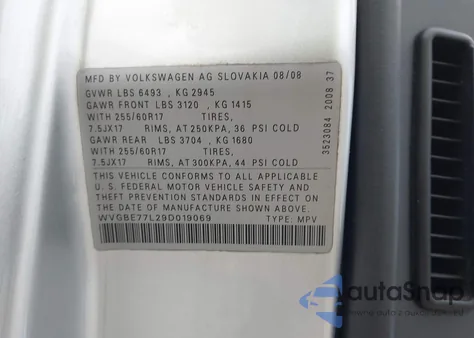 MFD BY VOLKSWAGEN AG SLOVAKIA 08/08
GVWR LBS 6493 , KG 2945
GAWR FRONT LBS 3120 , KG 1415
WITH 255/60R17 TIRES,
7.5JX17 RIMS, AT 250KPA, 36 PSI COLD
GAWR REAR LBS 3704 , KG 1680
WITH 255/60R17 TIRES,
7.5JX17 RIMS, AT 300KPA, 44 PSI COLD
THIS VEHICLE CONFORMS TO ALL APPLICABLE
U.S. FEDERAL MOTOR VEHICLE SAFETY AND
THEFT PREVENTION STANDARDS IN EFFECT ON
THE DATE OF MANUFACTURE SHOWN ABOVE.
WVGBE77L29D019069 TYPE: MPV
3523084 2008 37
autoSnap